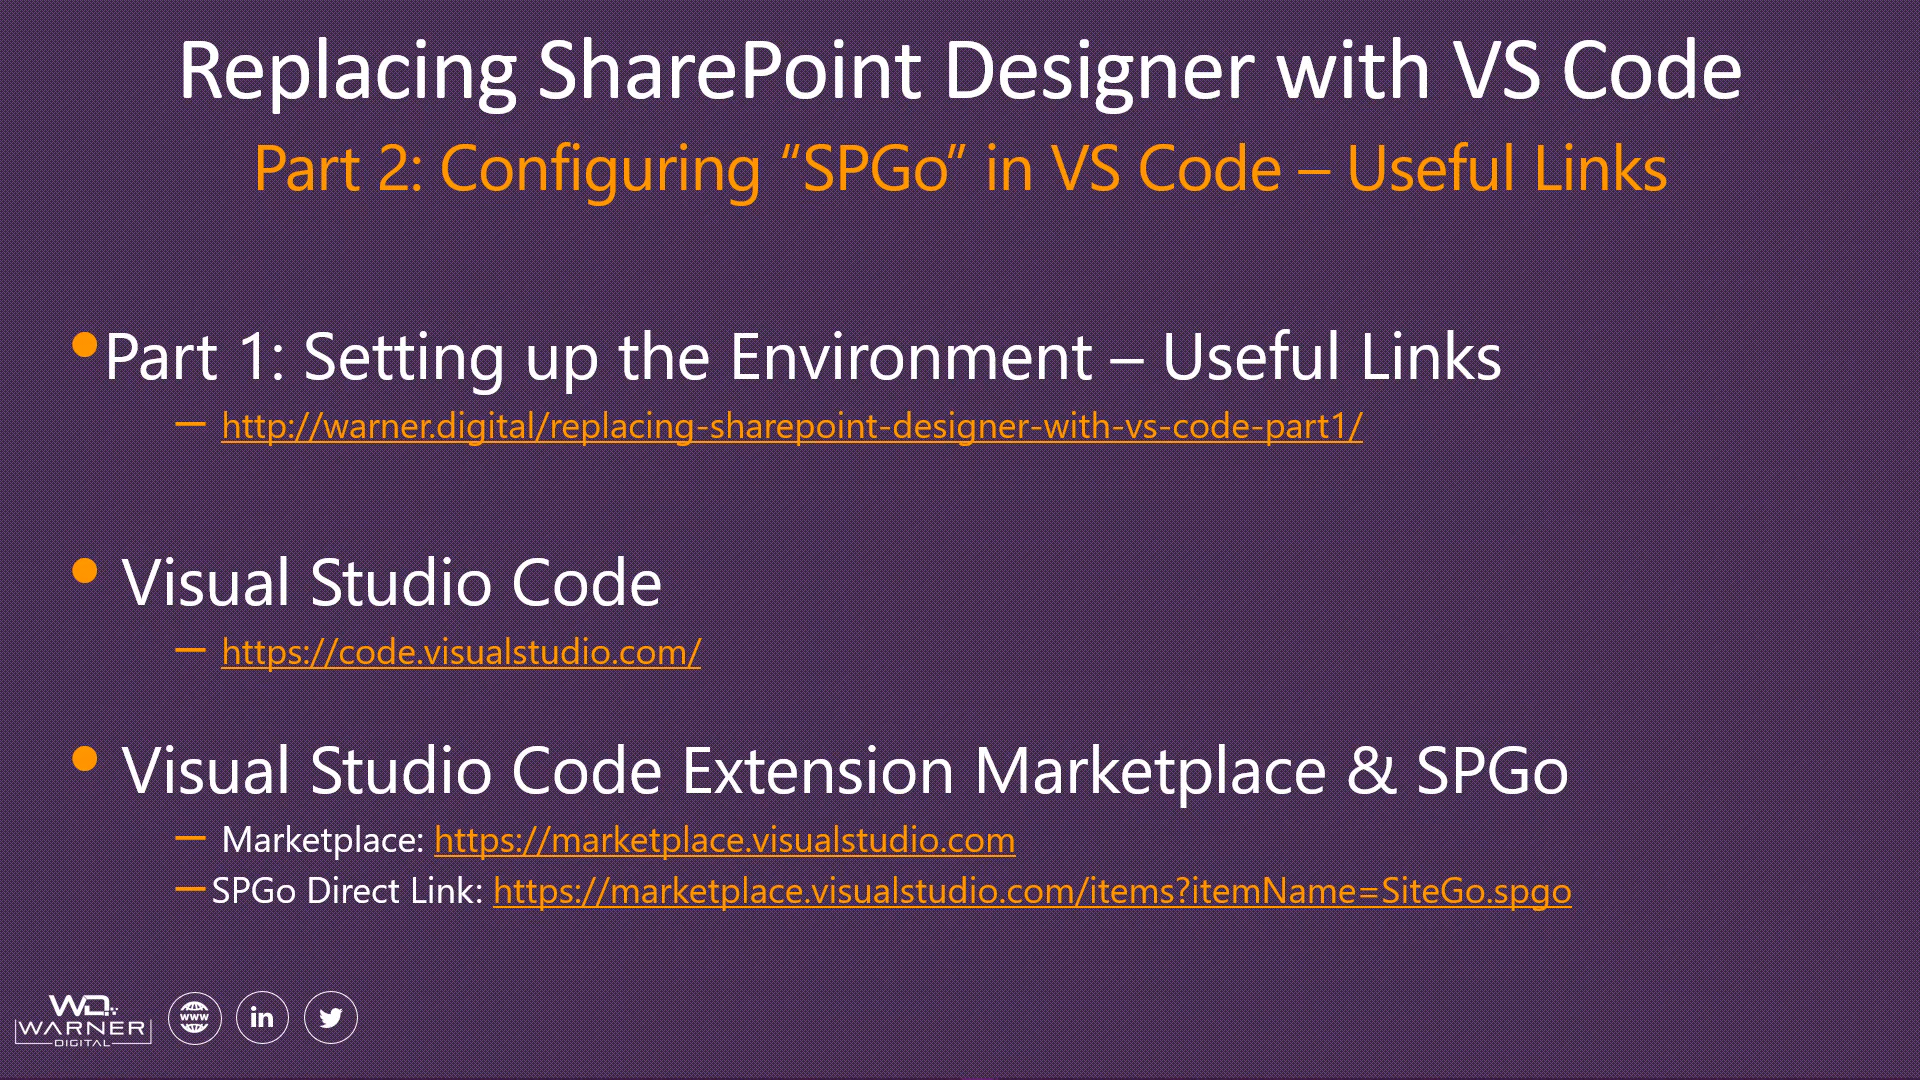 Replacing SharePoint Designer with VS Code
Part 2: Configuring “SPGo” in VS Code – Useful Links
•Part 1: Setting up the Environment – Useful Links
– http://warner.digital/replacing-sharepoint-designer-with-vs-code-part1/
• Visual Studio Code
– https://code.visualstudio.com/
• Visual Studio Code Extension Marketplace & SPGo
– Marketplace: https://marketplace.visualstudio.com
–SPGo Direct Link: https://marketplace.visualstudio.com/items?itemName=SiteGo.spgo
WD
WARNER
DIGITAL
www
in